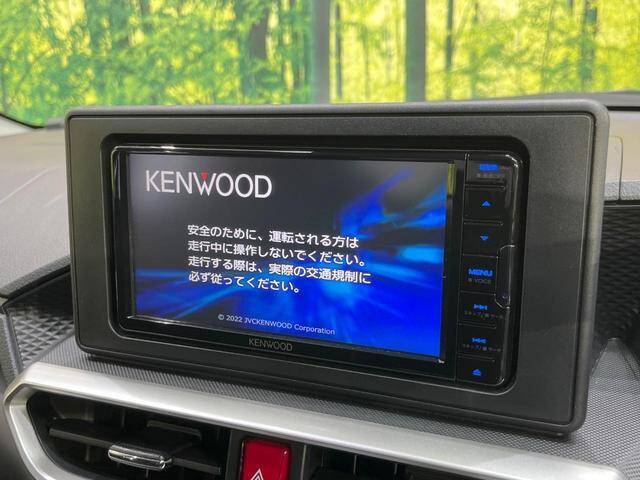 KENWOOD
安全のために、運転される方は
走行中に操作しないでください。
走行する際は、実際の交通規制に
必ず従ってください。
© 2022 JVCKENWOOD Corporation
KENWOOD
MENU
VOICE